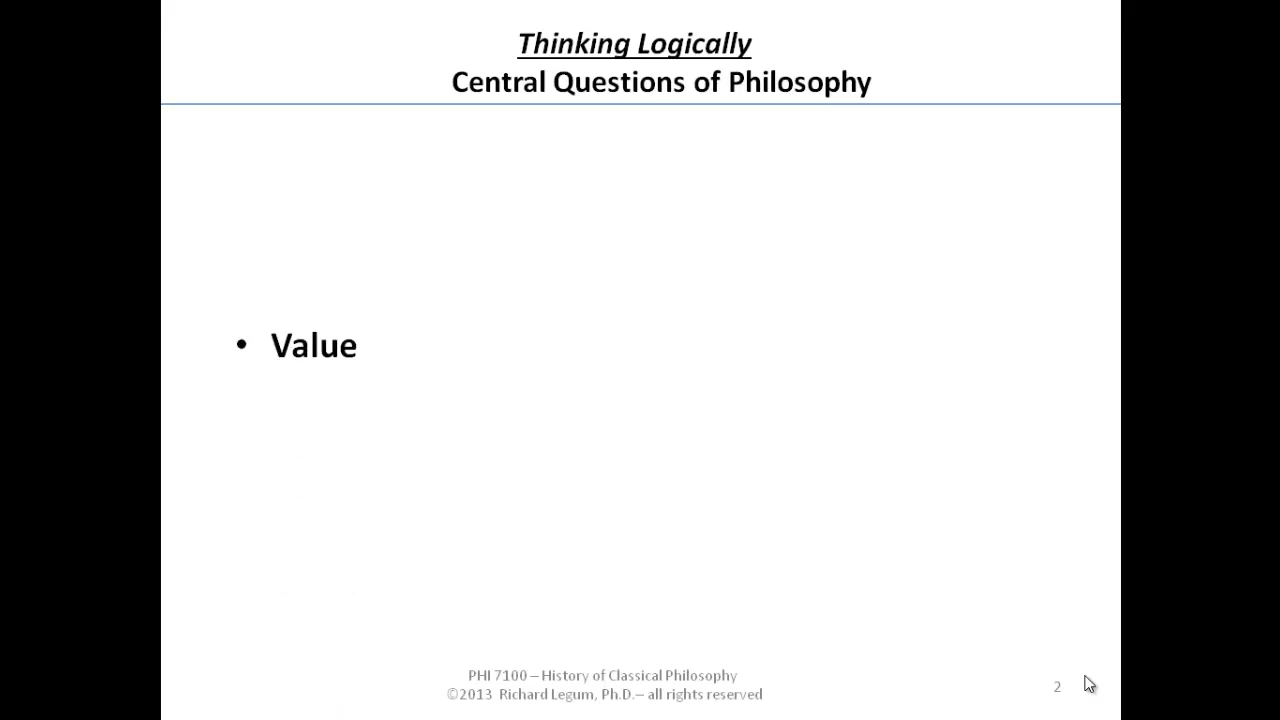 Thinking Logically
Central Questions of Philosophy
• Value
PHI 7100 – History of Classical Philosophy
©2013 Richard Legum, Ph.D.– all rights reserved
2